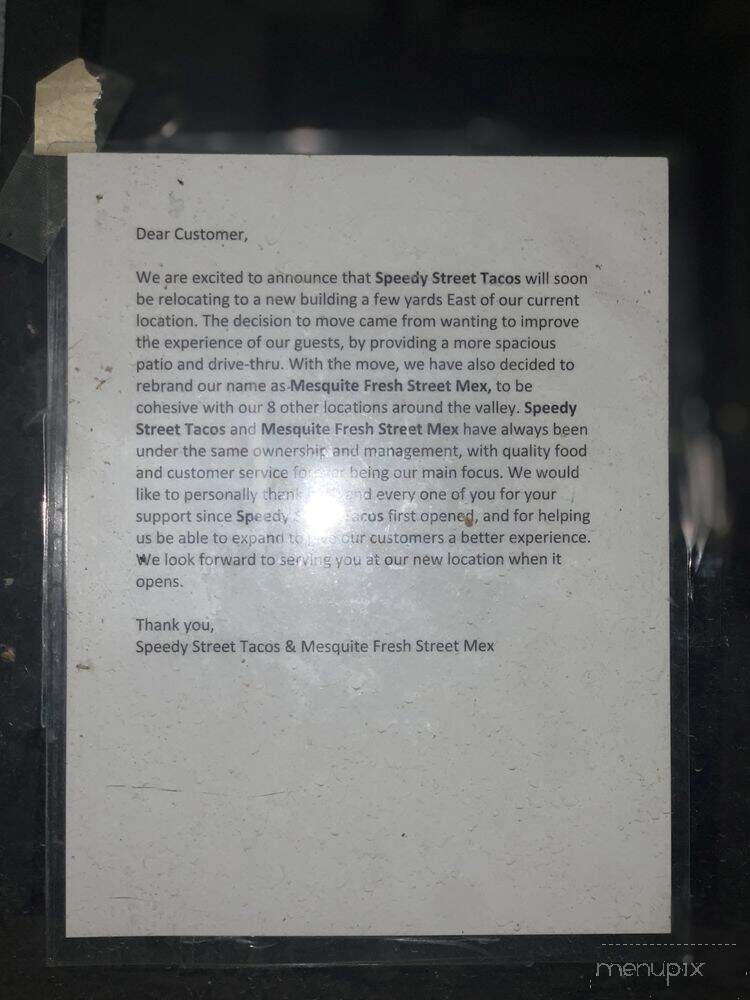 Dear Customer,
We are excited to announce that Speedy Street Tacos will soon
be relocating to a new building a few yards East of our current
location. The decision to move came from wanting to improve
the experience of our guests, by providing a more spacious
patio and drive-thru. With the move, we have also decided to
rebrand our name as Mesquite Fresh Street Mex, to be
cohesive with our 8 other locations around the valley. Speedy
Street Tacos and Mesquite Fresh Street Mex have always been
under the same ownership and management, with quality food
and customer service forever being our main focus. We would
like to personally thank and every one of you for your
support since Speedy Tacos first opened, and for helping
us be able to expand to our customers a better experience.
We look forward to serving you at our new location when it
opens.
Thank you,
Speedy Street Tacos & Mesquite Fresh Street Mex
menupix